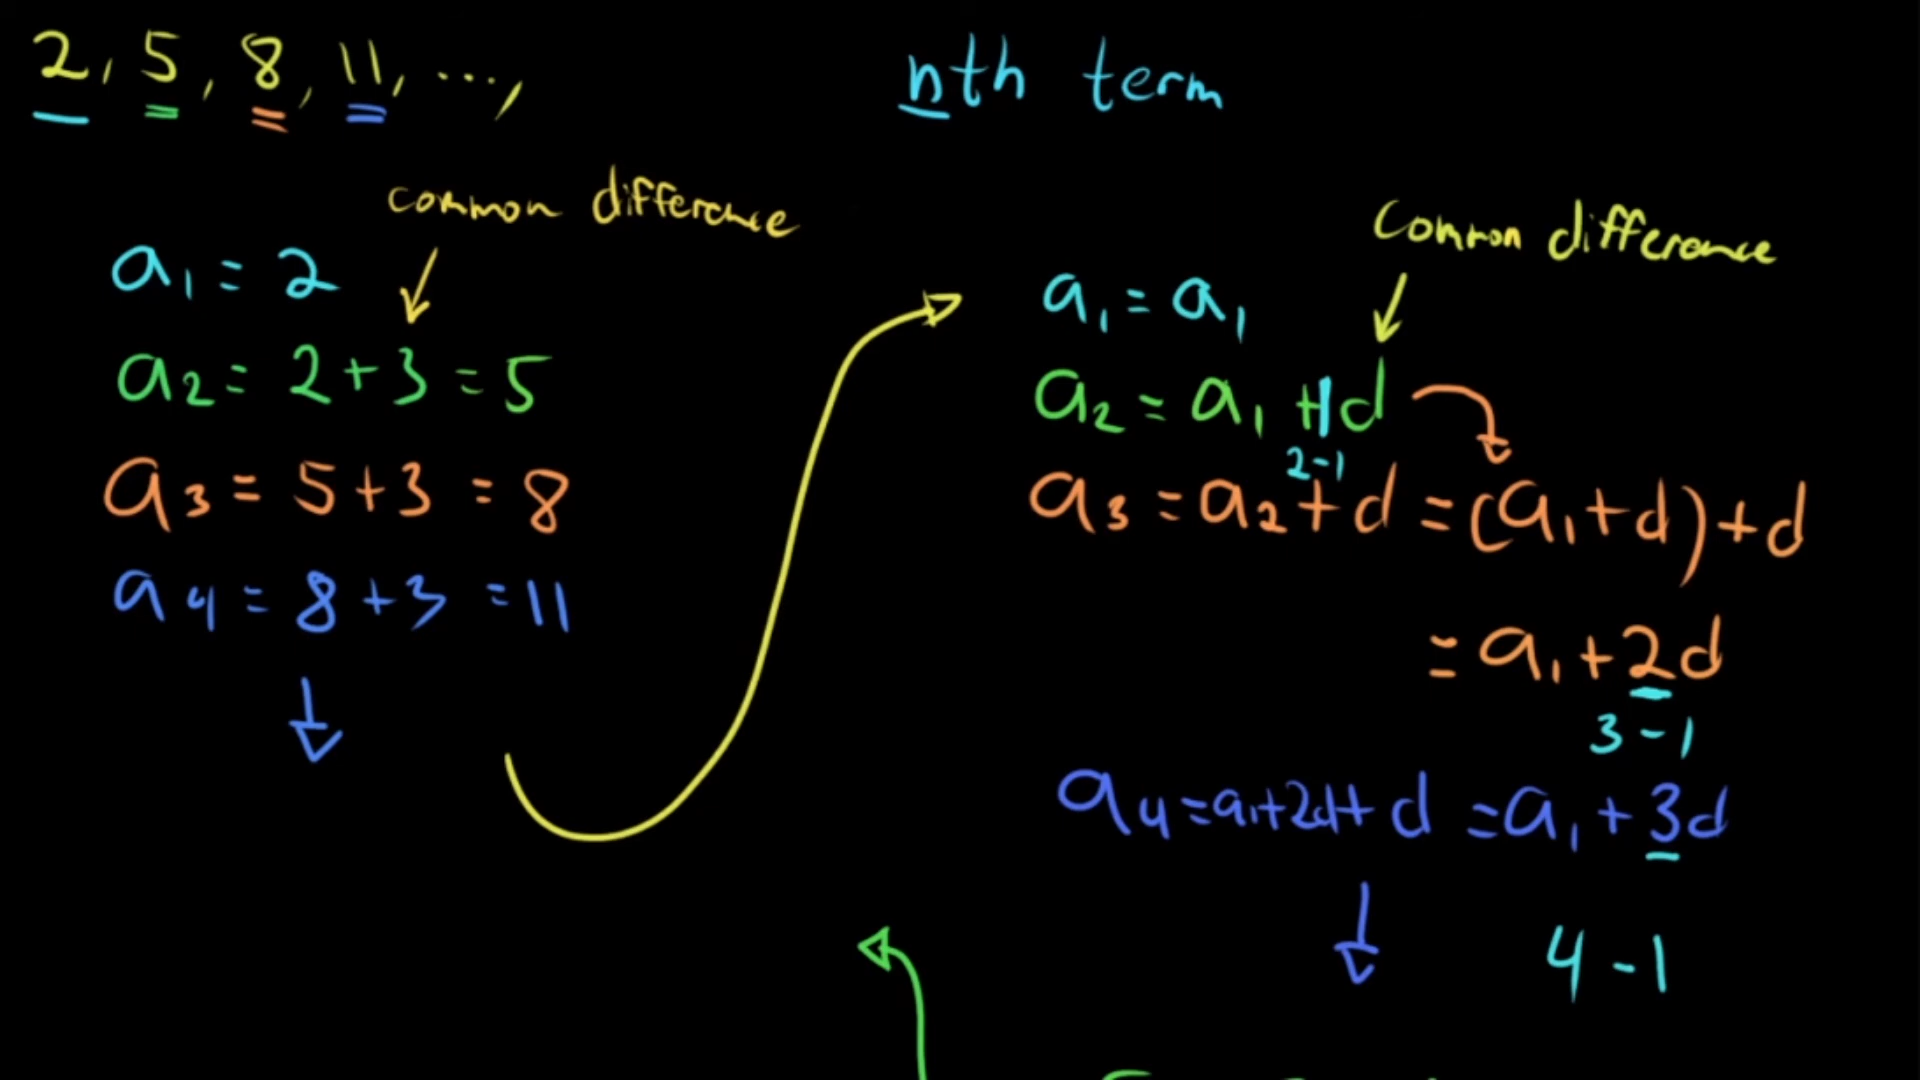 2, 5, 8, 11, ...,
nth term
common difference
a₁ = 2
a₂ = 2 + 3 = 5
a₃ = 5 + 3 = 8
a₄ = 8 + 3 = 11
Common difference
a₁ = a₁
a₂ = a₁ + 1d
2 - 1
a₃ = a₂ + d = (a₁ + d) + d
= a₁ + 2d
3 - 1
a₄ = a₁ + 2d + d = a₁ + 3d
4 - 1